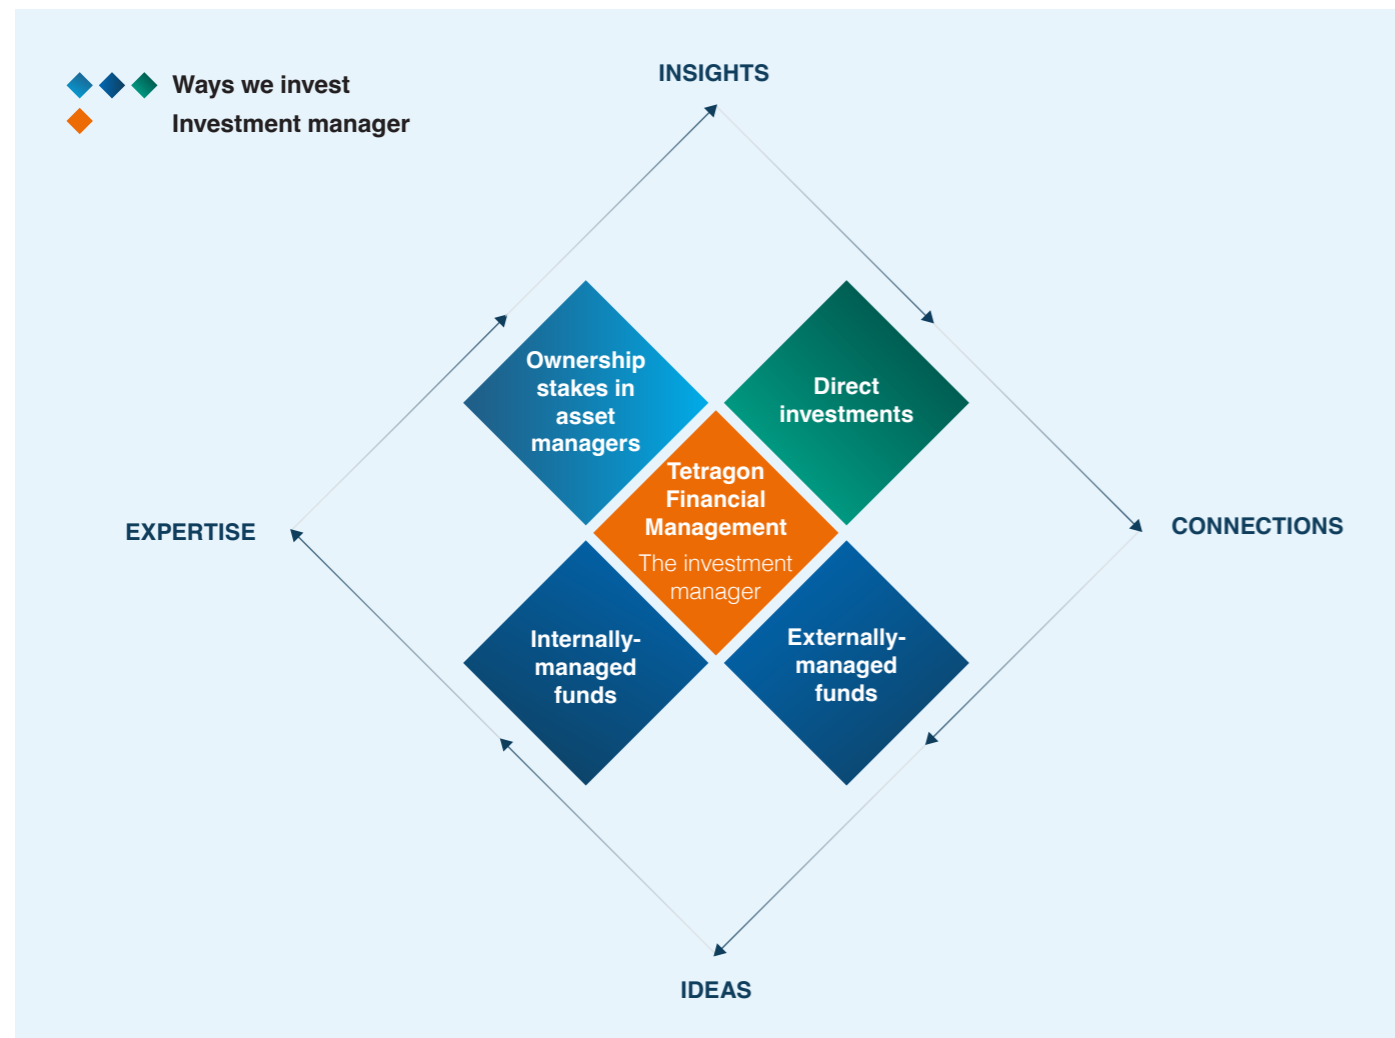 INSIGHTS
Ways we invest
Investment manager
Ownership
stakes in
asset
managers
Direct
investments
Tetragon
Financial
Management
The investment
manager
EXPERTISE
CONNECTIONS
Internally-
managed
funds
Externally-
managed
funds
IDEAS